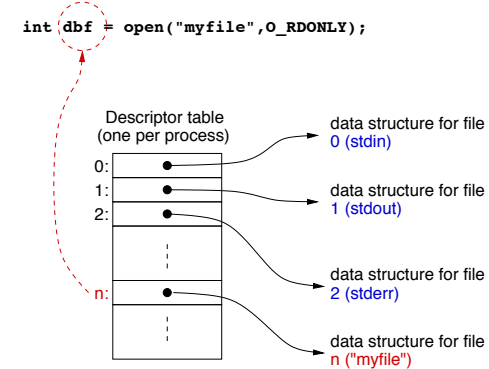 int dbf = open("myfile",O_RDONLY);
Descriptor table
(one per process)
0:
1:
2:
n:
data structure for file
0 (stdin)
data structure for file
1 (stdout)
data structure for file
2 (stderr)
data structure for file
n ("myfile")